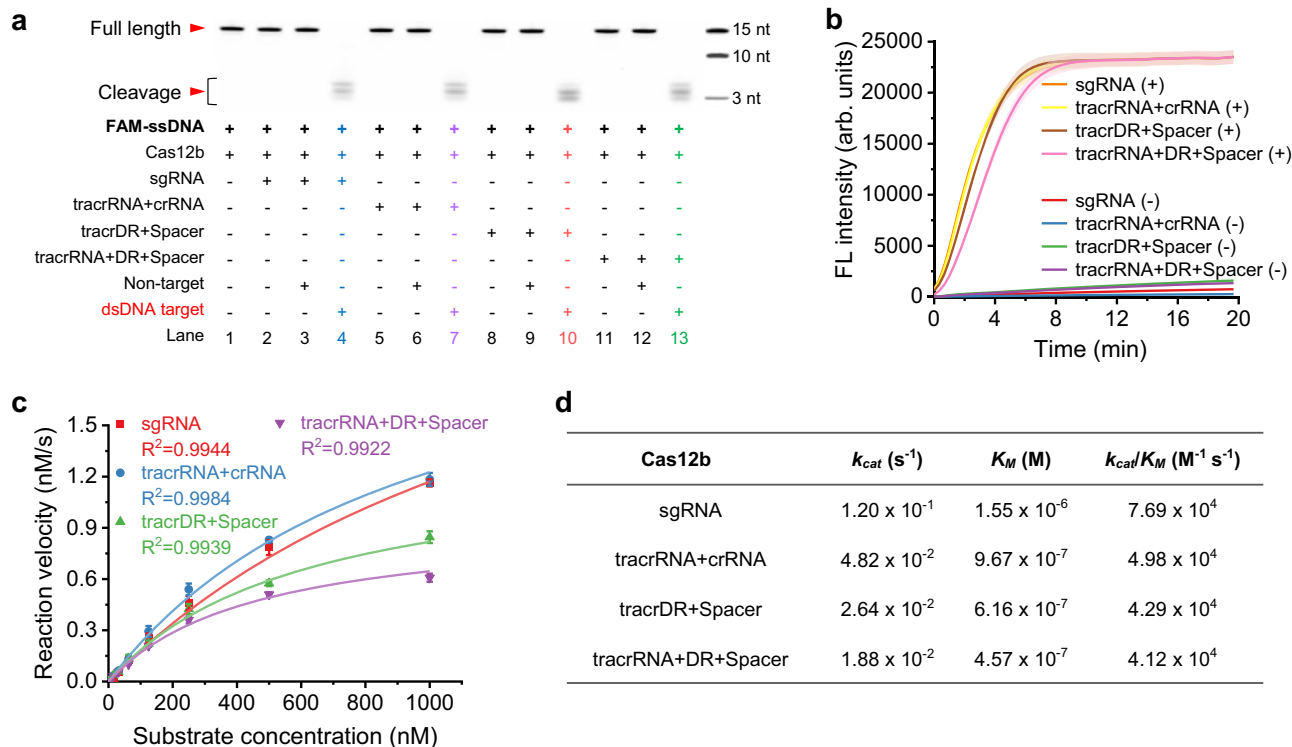 a
Full length
15 nt
10 nt
Cleavage
3 nt
FAM-ssDNA + + + + + + + + + + + + +
Cas12b + + + + + + + + + + + + +
sgRNA - + + + - - - - - - - - -
tracrRNA+crRNA - - - - + + + - - - - - -
tracrDR+Spacer - - - - - - - + + + - - -
tracrRNA+DR+Spacer - - - - - - - - - - + + +
Non-target - - + - - + - - + - - + -
dsDNA target - - - + - - + - - + - - +
Lane 1 2 3 4 5 6 7 8 9 10 11 12 13
b
FL intensity (arb. units)
25000
20000
15000
10000
5000
0
sgRNA (+)
tracrRNA+crRNA (+)
tracrDR+Spacer (+)
tracrRNA+DR+Spacer (+)
sgRNA (-)
tracrRNA+crRNA (-)
tracrDR+Spacer (-)
tracrRNA+DR+Spacer (-)
0 4 8 12 16 20
Time (min)
c
Reaction velocity (nM/s)
1.5
1.2
0.9
0.6
0.3
0.0
sgRNA
R²=0.9944
tracrRNA+crRNA
R²=0.9984
tracrDR+Spacer
R²=0.9939
tracrRNA+DR+Spacer
R²=0.9922
0 200 400 600 800 1000
Substrate concentration (nM)
d
Cas12b k_cat (s⁻¹) K_M (M) k_cat/K_M (M⁻¹ s⁻¹)
sgRNA 1.20 x 10⁻¹ 1.55 x 10⁻⁶ 7.69 x 10⁴
tracrRNA+crRNA 4.82 x 10⁻² 9.67 x 10⁻⁷ 4.98 x 10⁴
tracrDR+Spacer 2.64 x 10⁻² 6.16 x 10⁻⁷ 4.29 x 10⁴
tracrRNA+DR+Spacer 1.88 x 10⁻² 4.57 x 10⁻⁷ 4.12 x 10⁴